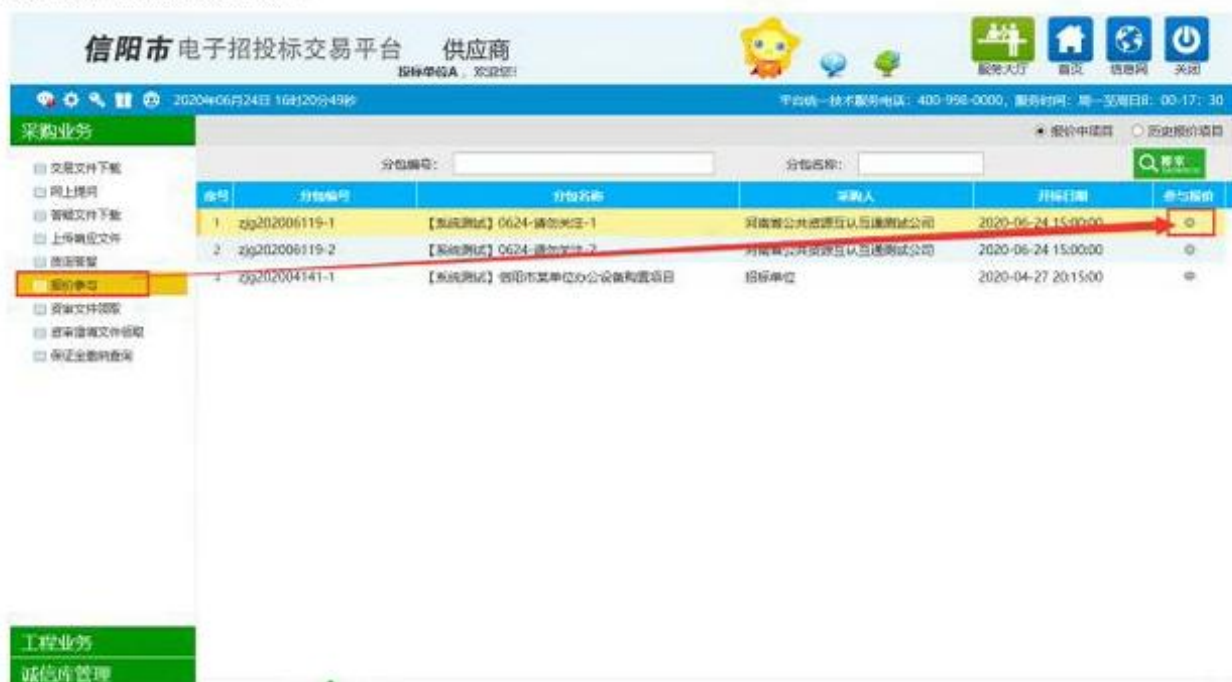 信阳市 电子招投标交易平台 供应商
投标单位A，欢迎您!
服务大厅 首页 信息网 关闭
2020年06月24日 16时20分49秒
平台统一技术服务电话：400-998-0000，服务时间：周一至周日8：00-17：30
采购业务
报价中项目 历史报价项目
分包编号： 分包名称： 搜索
交易文件下载
网上提问
答疑文件下载
上传响应文件
报价参与
资审文件领取
保证金缴纳查询
序号 分包编号 分包名称 采购人 开标日期 参与报价
1 zjg202006119-1 【系统测试】0624-请勿关注-1 河南省公共资源互认互通测试公司 2020-06-24 15:00:00
2 zjg202006119-2 【系统测试】0624-请勿关注-2 河南省公共资源互认互通测试公司 2020-06-24 15:00:00
zjg202004141-1 【系统测试】信阳市某单位办公设备购置项目 招标单位 2020-04-27 20:15:00
工程业务
诚信库管理